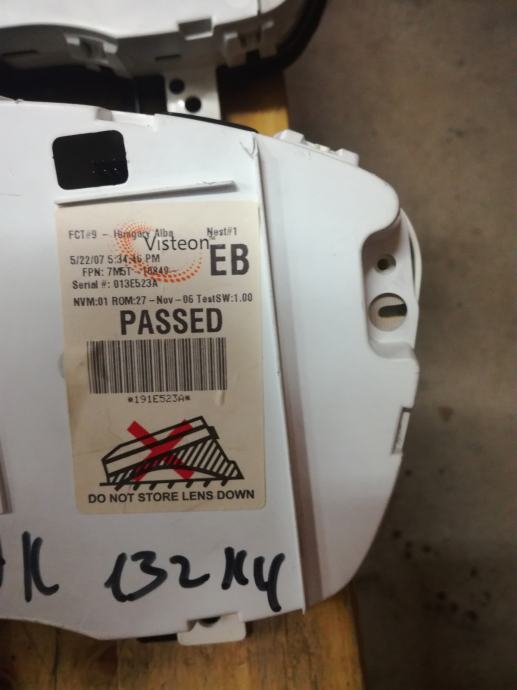 FCT#9 - Hungary Alba Nest#1
Visteon
5/22/07 5:34:46 PM
FPN: 7M5T-10849- EB
Serial #: 013E523A
NVM:01 ROM:27-Nov-06 TestSW:1.00
PASSED
*191E523A*
DO NOT STORE LENS DOWN
132